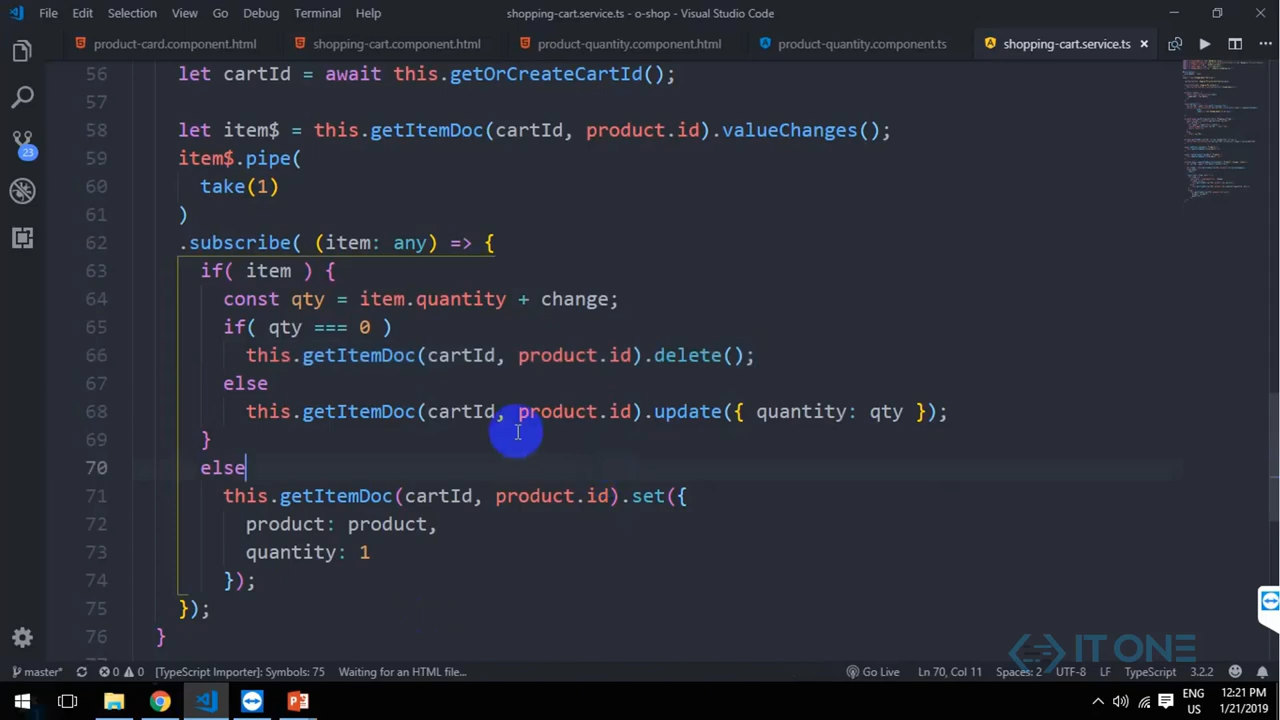 File Edit Selection View Go Debug Terminal Help shopping-cart.service.ts - o-shop - Visual Studio Code
product-card.component.html shopping-cart.component.html product-quantity.component.html product-quantity.component.ts shopping-cart.service.ts
56 let cartId = await this.getOrCreateCartId();
57
58 let item$ = this.getItemDoc(cartId, product.id).valueChanges();
59 item$.pipe(
60 take(1)
61 )
62 .subscribe( (item: any) => {
63 if( item ) {
64 const qty = item.quantity + change;
65 if( qty === 0 )
66 this.getItemDoc(cartId, product.id).delete();
67 else
68 this.getItemDoc(cartId, product.id).update({ quantity: qty });
69 }
70 else
71 this.getItemDoc(cartId, product.id).set({
72 product: product,
73 quantity: 1
74 });
75 });
76 }
23
IT ONE
master* 0 0 [TypeScript Importer]: Symbols: 75 Waiting for an HTML file... Go Live Ln 70, Col 11 Spaces: 2 UTF-8 LF TypeScript 3.2.2
ENG 12:21 PM
US 1/21/2019